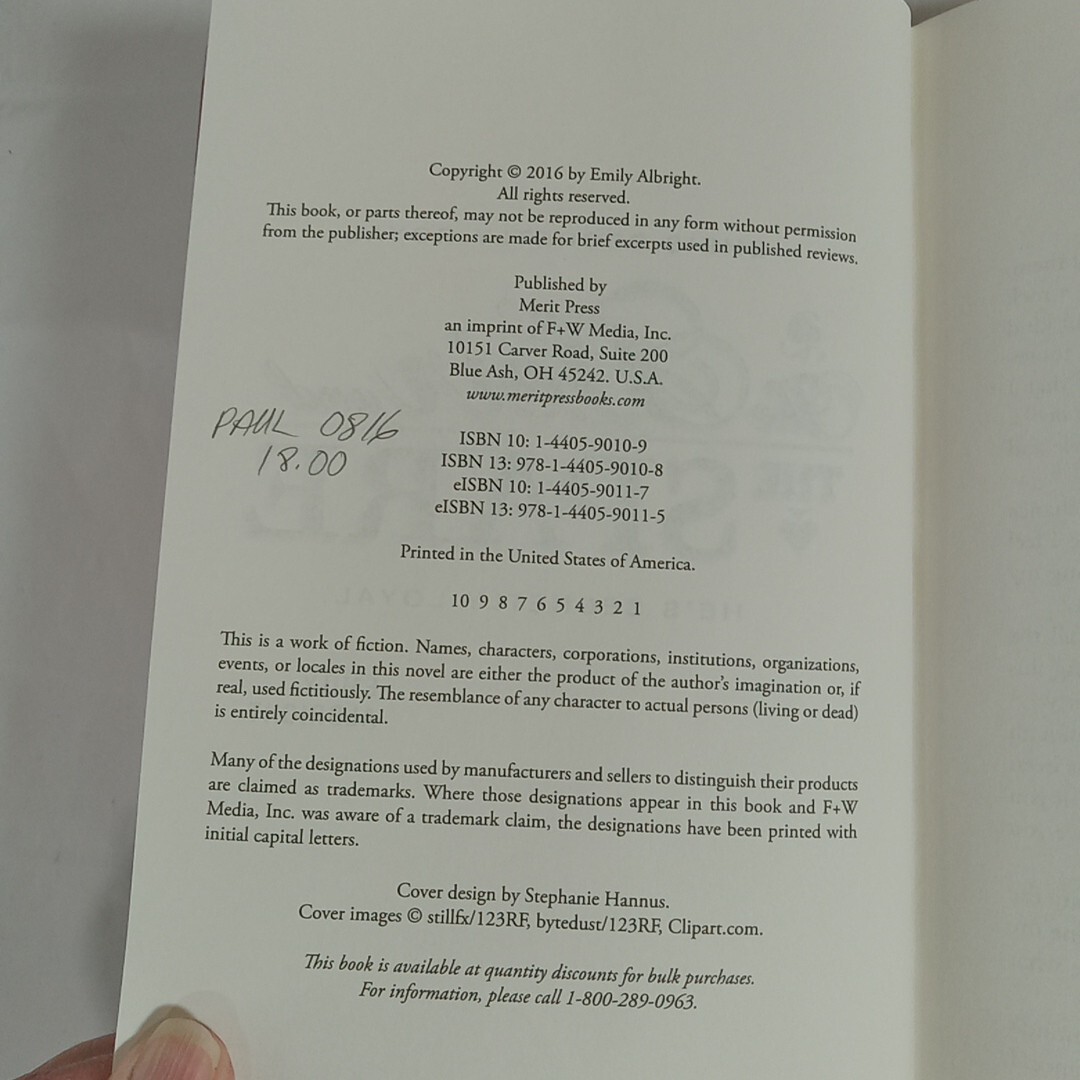 Copyright © 2016 by Emily Albright.
All rights reserved.
This book, or parts thereof, may not be reproduced in any form without permission
from the publisher; exceptions are made for brief excerpts used in published reviews.
Published by
Merit Press
an imprint of F+W Media, Inc.
10151 Carver Road, Suite 200
Blue Ash, OH 45242. U.S.A.
www.meritpressbooks.com
PAUL 0816
18.00
ISBN 10: 1-4405-9010-9
ISBN 13: 978-1-4405-9010-8
eISBN 10: 1-4405-9011-7
eISBN 13: 978-1-4405-9011-5
Printed in the United States of America.
10 9 8 7 6 5 4 3 2 1
This is a work of fiction. Names, characters, corporations, institutions, organizations,
events, or locales in this novel are either the product of the author's imagination or, if
real, used fictitiously. The resemblance of any character to actual persons (living or dead)
is entirely coincidental.
Many of the designations used by manufacturers and sellers to distinguish their products
are claimed as trademarks. Where those designations appear in this book and F+W
Media, Inc. was aware of a trademark claim, the designations have been printed with
initial capital letters.
Cover design by Stephanie Hannus.
Cover images © stillfx/123RF, bytedust/123RF, Clipart.com.
This book is available at quantity discounts for bulk purchases.
For information, please call 1-800-289-0963.